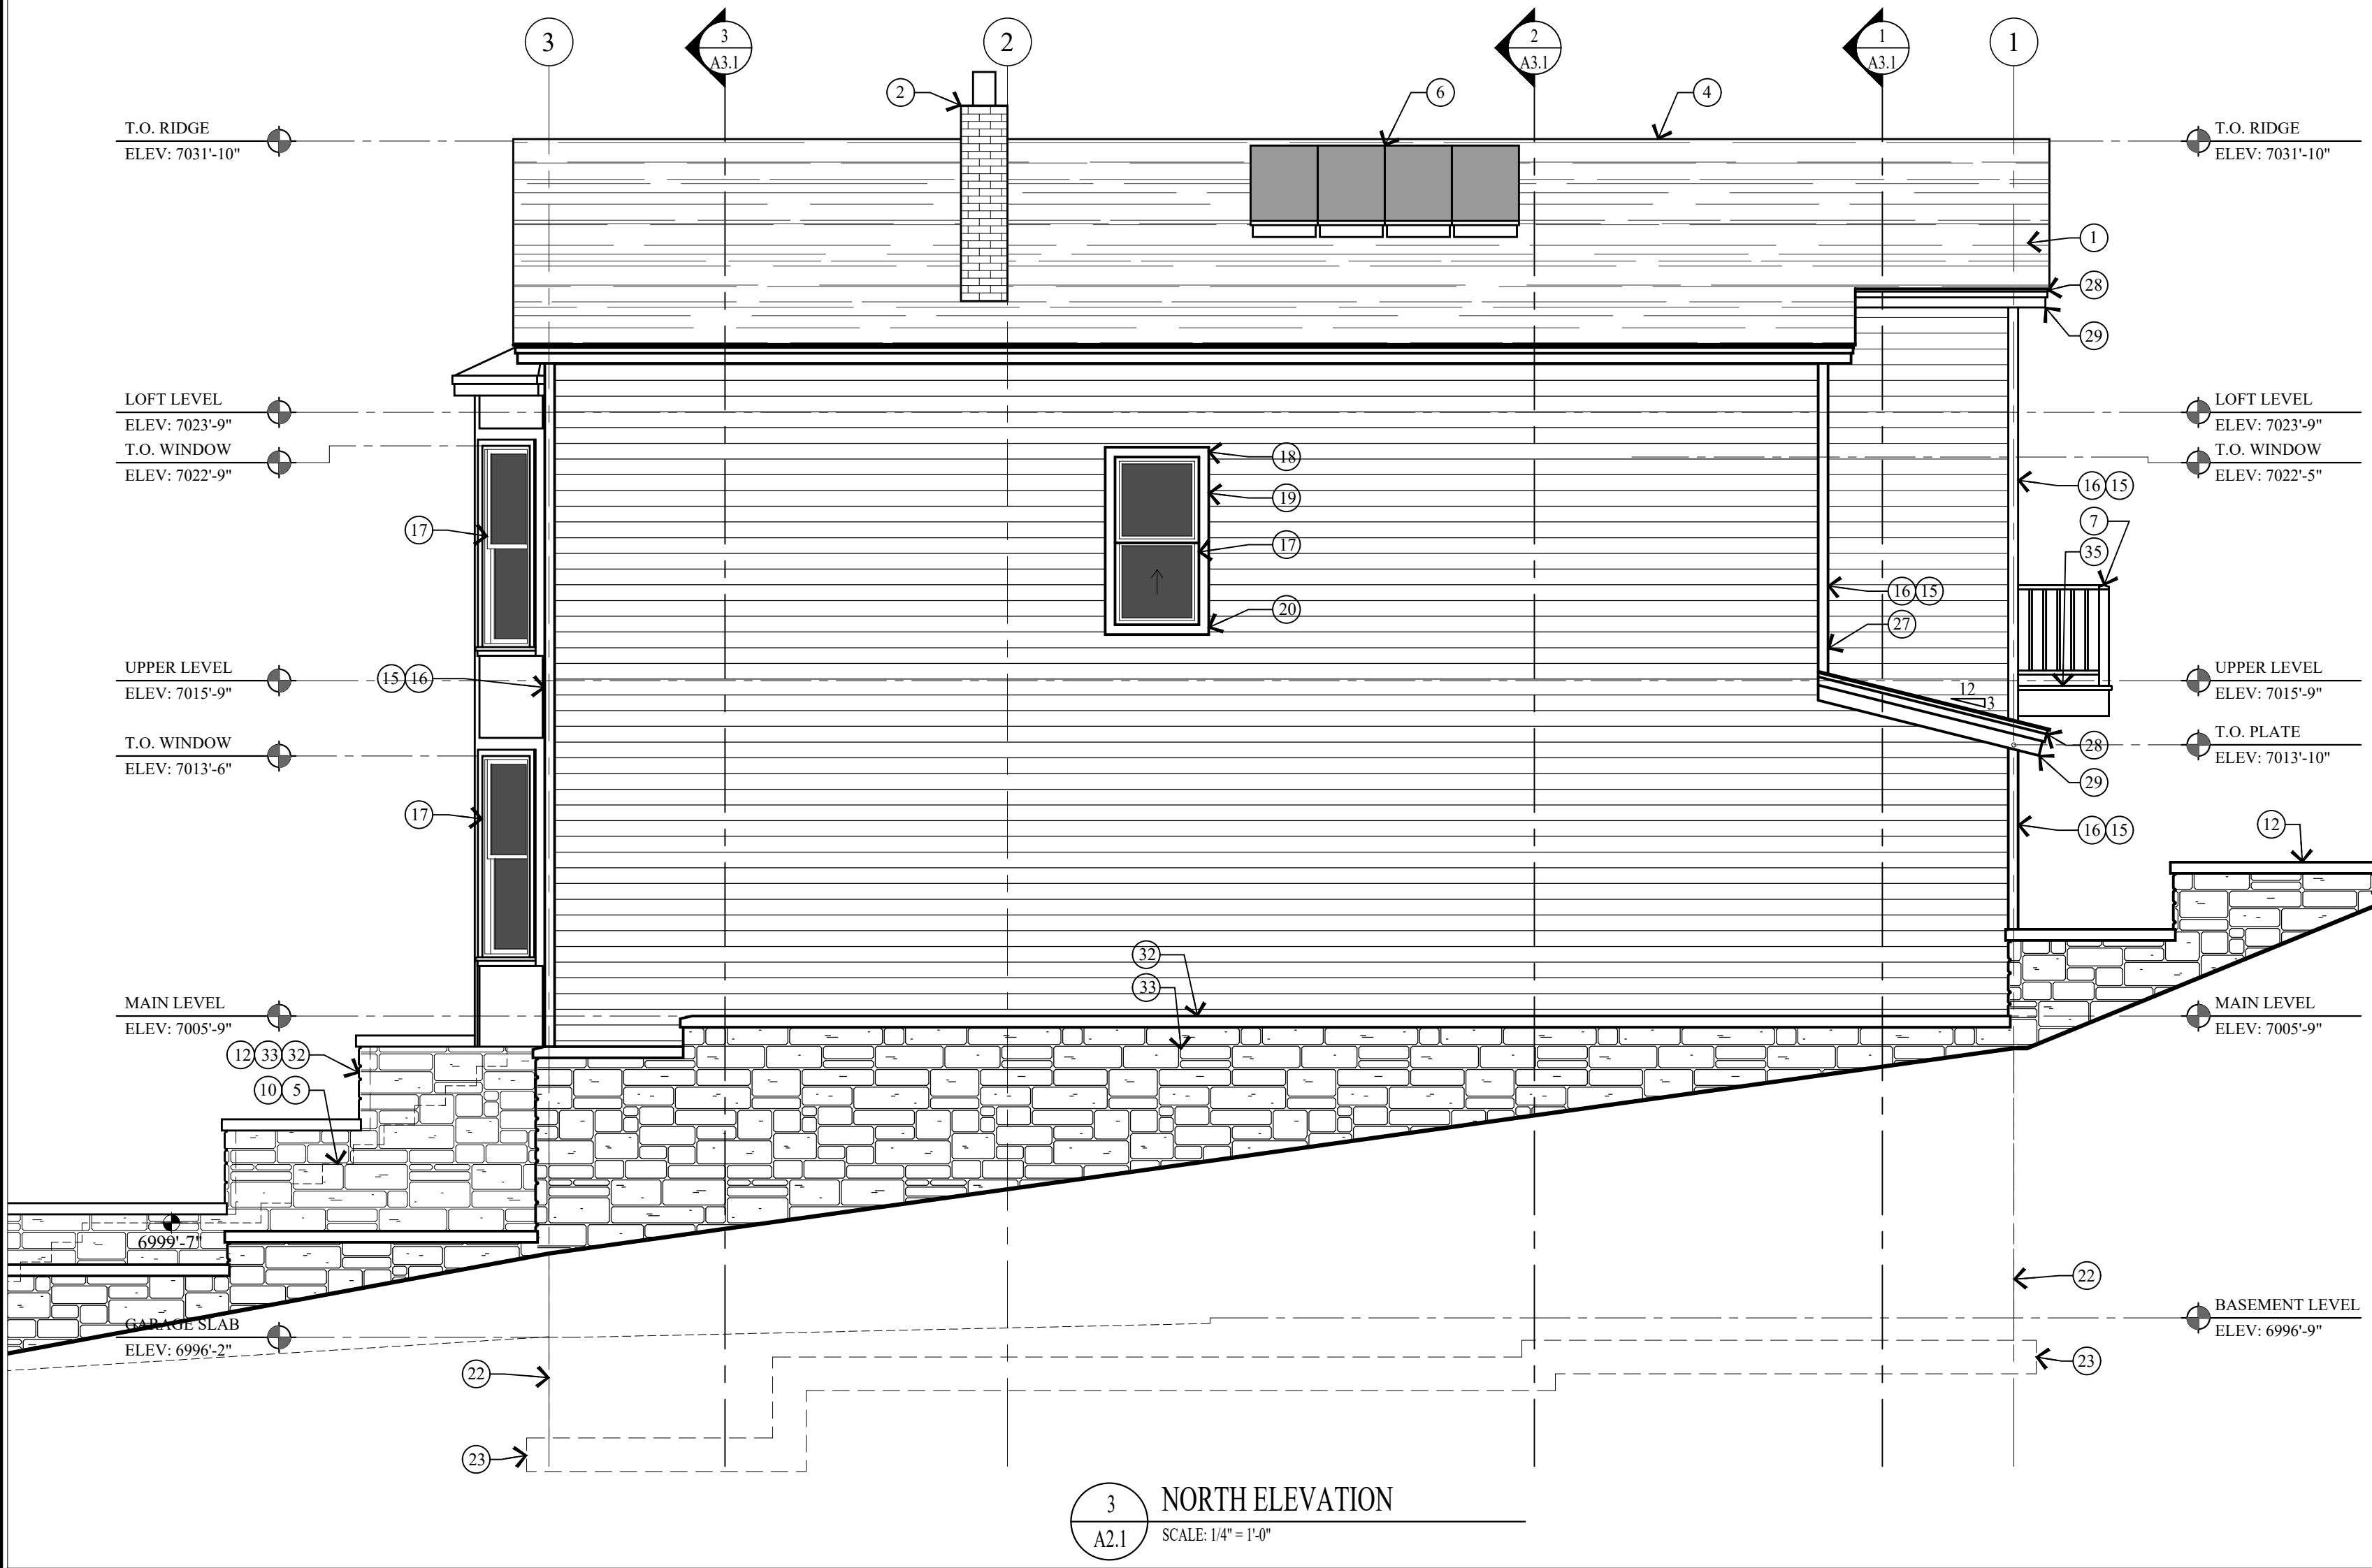 3
3
A3.1
2
2
A3.1
1
A3.1
1
2
6
4
T.O. RIDGE
ELEV: 7031'-10"
T.O. RIDGE
ELEV: 7031'-10"
1
28
29
LOFT LEVEL
ELEV: 7023'-9"
LOFT LEVEL
ELEV: 7023'-9"
T.O. WINDOW
ELEV: 7022'-9"
T.O. WINDOW
ELEV: 7022'-5"
18
19
17
20
17
16 15
7
35
16 15
27
UPPER LEVEL
ELEV: 7015'-9"
15 16
UPPER LEVEL
ELEV: 7015'-9"
12
3
T.O. WINDOW
ELEV: 7013'-6"
28
T.O. PLATE
ELEV: 7013'-10"
29
17
16 15
12
32
33
MAIN LEVEL
ELEV: 7005'-9"
MAIN LEVEL
ELEV: 7005'-9"
12 33 32
10 5
6999'-7"
22
GARAGE SLAB
ELEV: 6996'-2"
BASEMENT LEVEL
ELEV: 6996'-9"
22
23
23
3
A2.1
NORTH ELEVATION
SCALE: 1/4" = 1'-0"